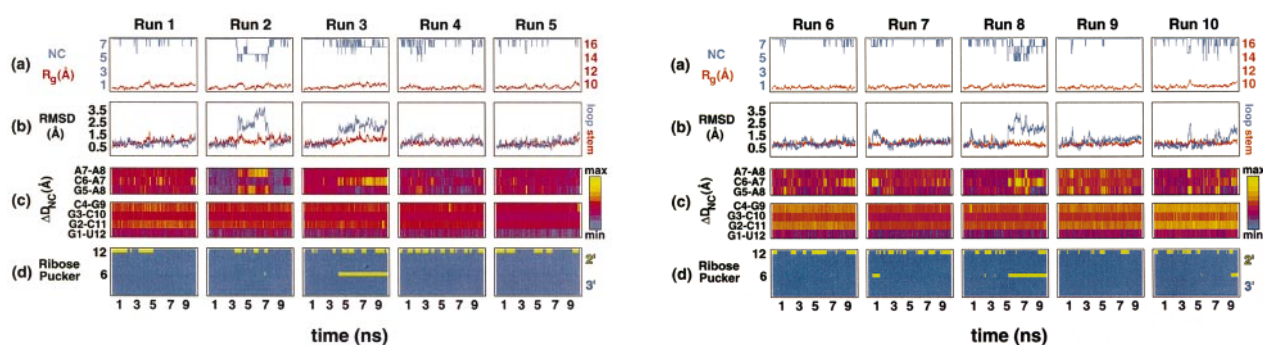 Run 1 Run 2 Run 3 Run 4 Run 5
(a) NC 7 5 3 1 16 14 12 10
Rg(Å)
(b) RMSD (Å) 3.5 2.5 1.5 0.5 loop stem
(c) ΔDNC(Å) A7-A8 C6-A7 G5-A8 max
C4-G9 G3-C10 G2-C11 G1-U12 min
(d) Ribose Pucker 12 6 2' 3'
1 3 5 7 9 1 3 5 7 9 1 3 5 7 9 1 3 5 7 9 1 3 5 7 9
time (ns)
Run 6 Run 7 Run 8 Run 9 Run 10
(a) NC 7 5 3 1 16 14 12 10
Rg(Å)
(b) RMSD (Å) 3.5 2.5 1.5 0.5 loop stem
(c) ΔDNC(Å) A7-A8 C6-A7 G5-A8 max
C4-G9 G3-C10 G2-C11 G1-U12 min
(d) Ribose Pucker 12 6 2' 3'
1 3 5 7 9 1 3 5 7 9 1 3 5 7 9 1 3 5 7 9 1 3 5 7 9
time (ns)